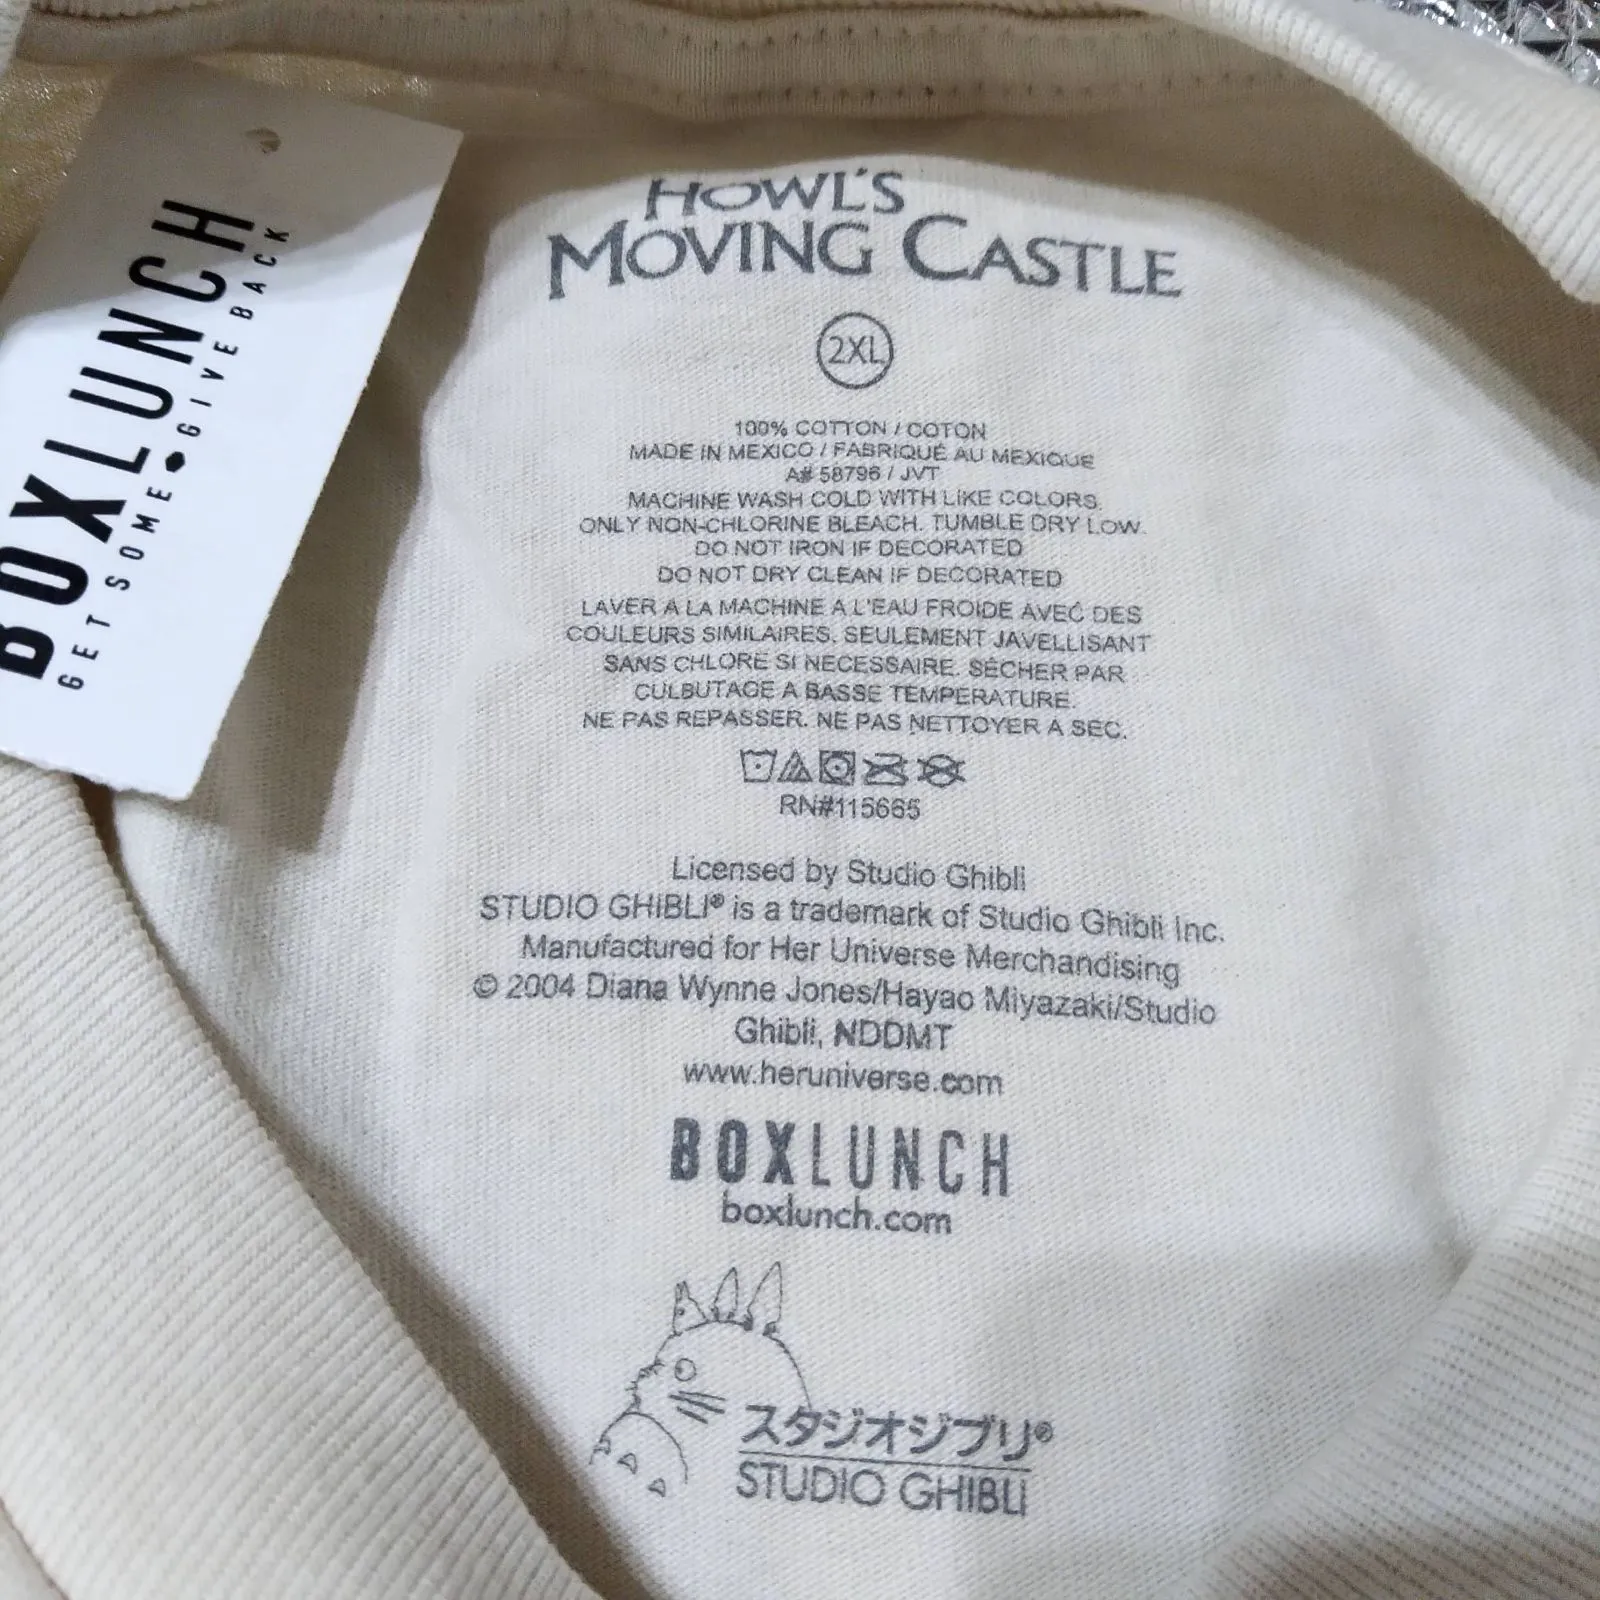 BOXLUNCH
GET SOME ◆ GIVE BACK
HOWL'S
MOVING CASTLE
2XL
100% COTTON / COTON
MADE IN MEXICO / FABRIQUÉ AU MEXIQUE
A# 58796 / JVT
MACHINE WASH COLD WITH LIKE COLORS.
ONLY NON-CHLORINE BLEACH. TUMBLE DRY LOW.
DO NOT IRON IF DECORATED
DO NOT DRY CLEAN IF DECORATED
LAVER A LA MACHINE A L'EAU FROIDE AVEC DES
COULEURS SIMILAIRES. SEULEMENT JAVELLISANT
SANS CHLORE SI NECESSAIRE. SÉCHER PAR
CULBUTAGE A BASSE TEMPERATURE.
NE PAS REPASSER. NE PAS NETTOYER A SEC.
RN#115665
Licensed by Studio Ghibli
STUDIO GHIBLI® is a trademark of Studio Ghibli Inc.
Manufactured for Her Universe Merchandising
© 2004 Diana Wynne Jones/Hayao Miyazaki/Studio
Ghibli, NDDMT
www.heruniverse.com
BOXLUNCH
boxlunch.com
スタジオジブリ®
STUDIO GHIBLI